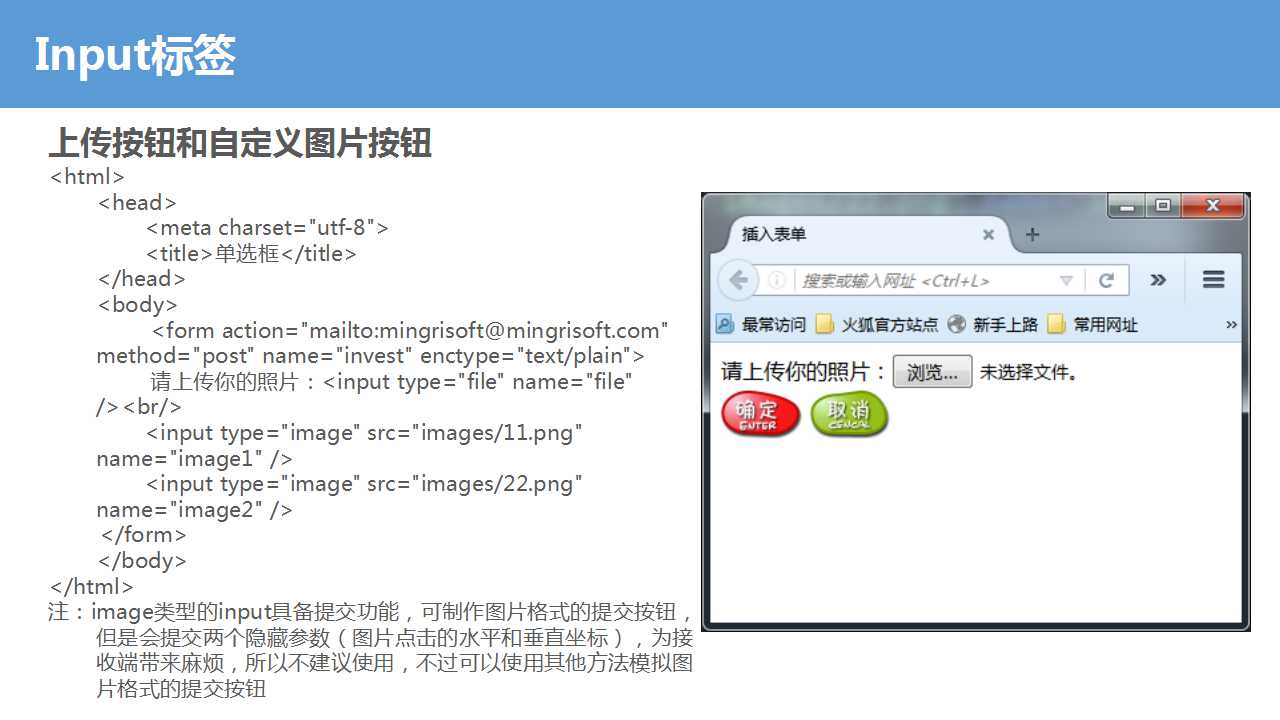 Input标签
上传按钮和自定义图片按钮
<html>
<head>
<meta charset="utf-8">
<title>单选框</title>
</head>
<body>
<form action="mailto:mingrisoft@mingrisoft.com"
method="post" name="invest" enctype="text/plain">
请上传你的照片：<input type="file" name="file"
/><br/>
<input type="image" src="images/11.png"
name="image1" />
<input type="image" src="images/22.png"
name="image2" />
</form>
</body>
</html>
注：image类型的input具备提交功能，可制作图片格式的提交按钮，
但是会提交两个隐藏参数（图片点击的水平和垂直坐标），为接
收端带来麻烦，所以不建议使用，不过可以使用其他方法模拟图
片格式的提交按钮
插入表单
搜索或输入网址 <Ctrl+L>
最常访问 火狐官方站点 新手上路 常用网址
请上传你的照片： 浏览... 未选择文件。
确定 取消
ENTER CENCAL